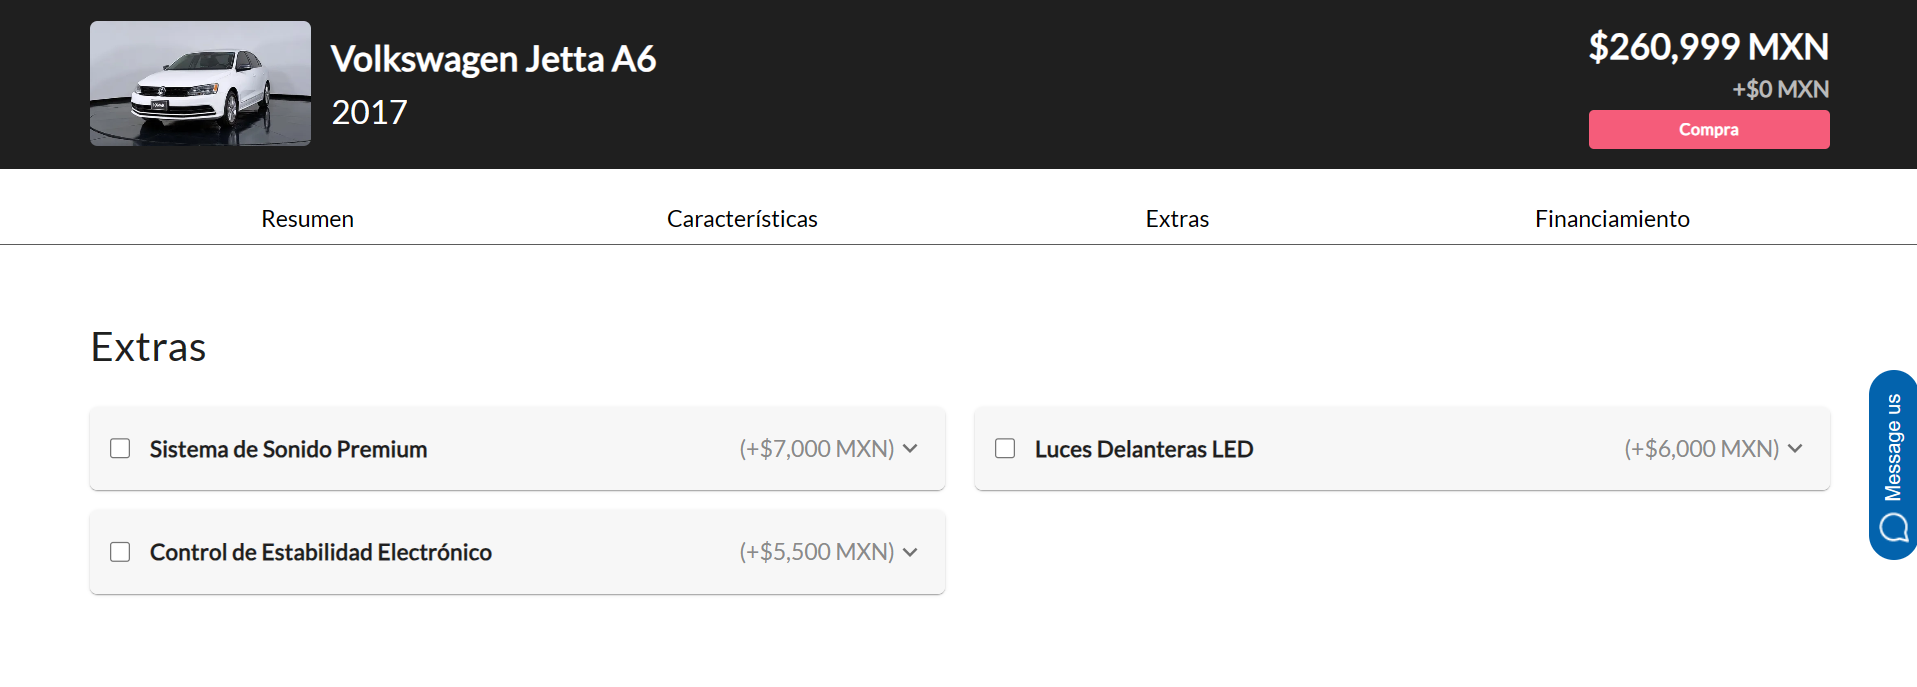 Volkswagen Jetta A6
2017
$260,999 MXN
+$0 MXN
Compra
Resumen
Características
Extras
Financiamiento
Extras
Sistema de Sonido Premium (+$7,000 MXN)
Luces Delanteras LED (+$6,000 MXN)
Control de Estabilidad Electrónico (+$5,500 MXN)
Message us